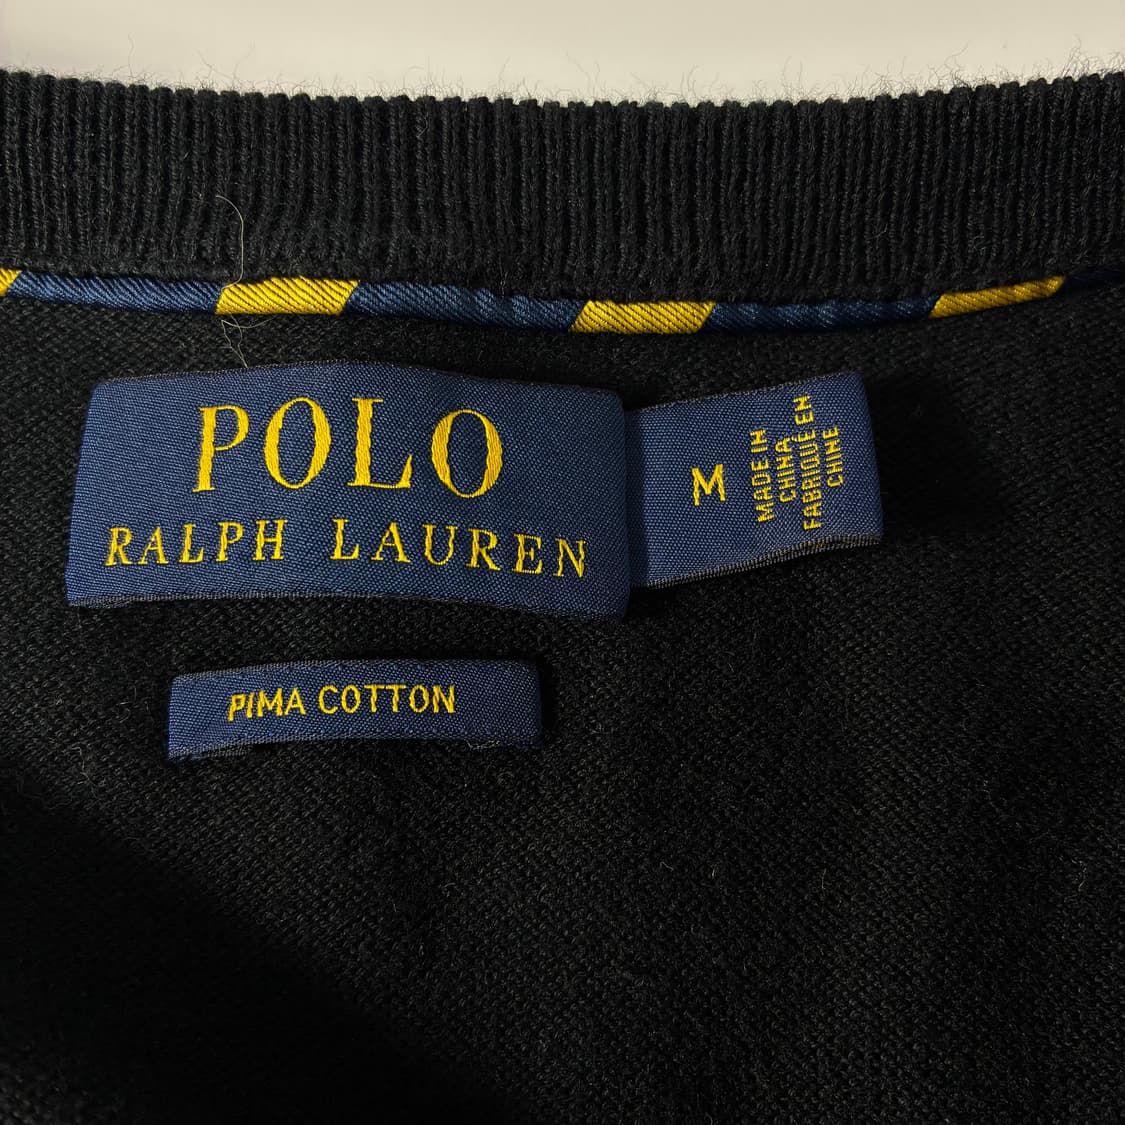 POLO
RALPH LAUREN
M
MADE IN
CHINA
FABRIQUÉ EN
CHINE
PIMA COTTON